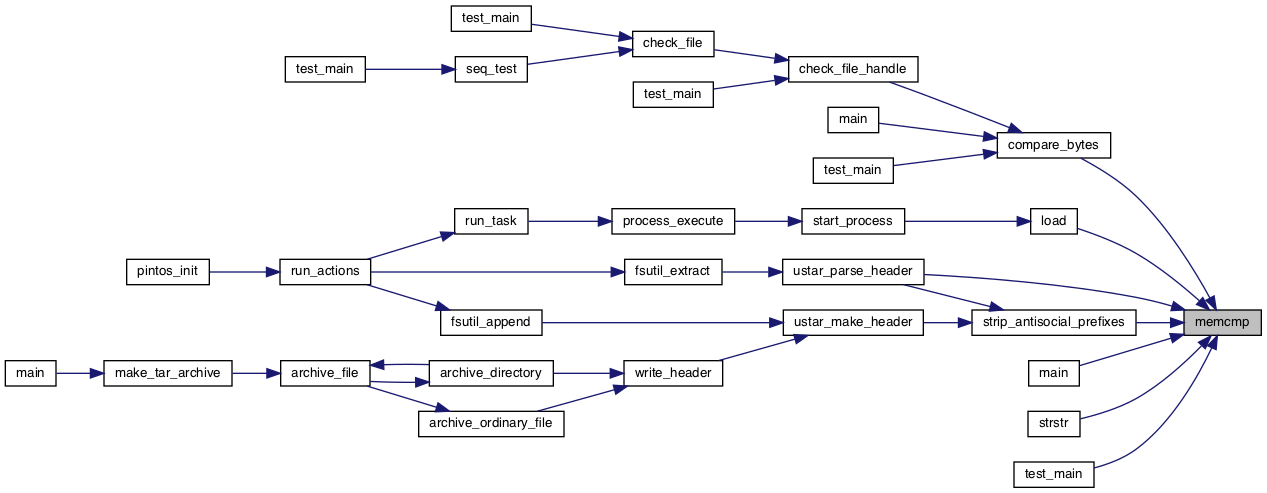 test_main
check_file
test_main
seq_test
check_file_handle
test_main
main
compare_bytes
test_main
run_task
process_execute
start_process
load
pintos_init
run_actions
fsutil_extract
ustar_parse_header
fsutil_append
ustar_make_header
strip_antisocial_prefixes
memcmp
main
make_tar_archive
archive_file
archive_directory
write_header
main
archive_ordinary_file
strstr
test_main